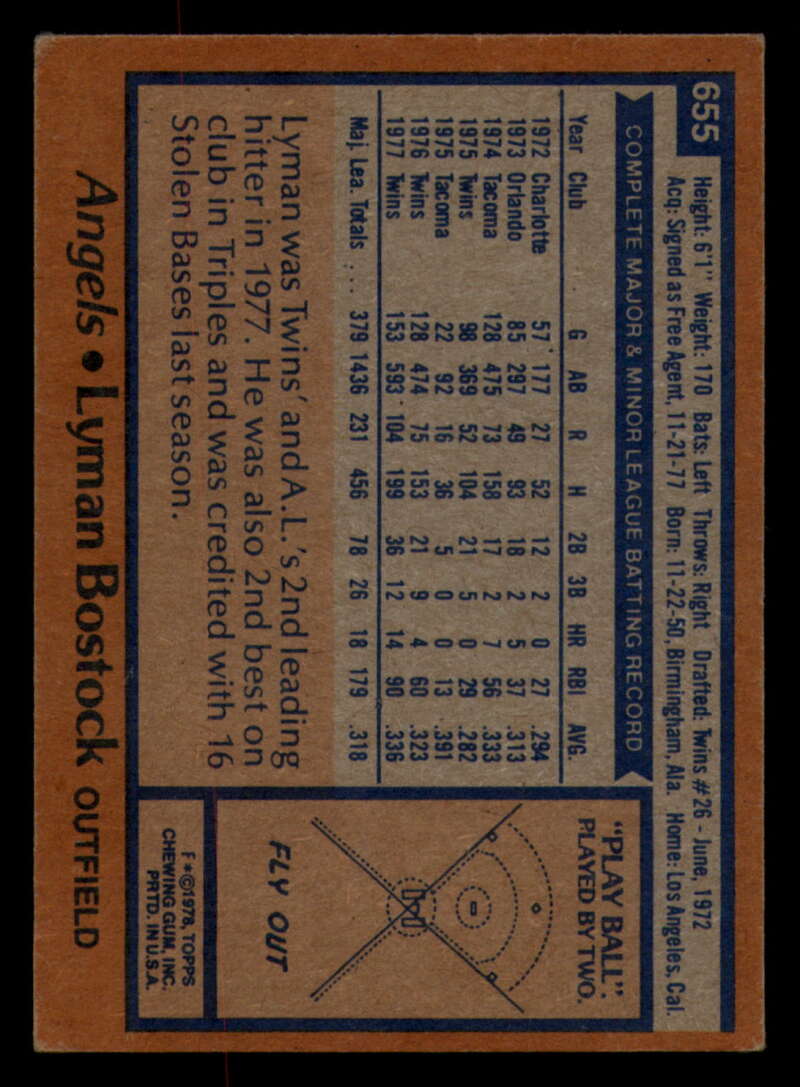 655
Height: 6'1" Weight: 170 Bats: Left Throws: Right Drafted: Twins #26 - June, 1972
Acq: Signed as Free Agent, 11-21-77 Born: 11-22-50, Birmingham, Ala. Home: Los Angeles, Cal.
COMPLETE MAJOR & MINOR LEAGUE BATTING RECORD
Year Club G AB R H 2B 3B HR RBI AVG.
1972 Charlotte 57 177 27 52 12 2 0 27 .294
1973 Orlando 85 297 49 93 18 2 5 37 .313
1974 Tacoma 128 475 73 158 17 2 7 56 .333
1975 Twins 98 369 52 104 21 5 0 29 .282
1975 Tacoma 22 92 16 36 5 0 0 13 .391
1976 Twins 128 474 75 153 21 9 4 60 .323
1977 Twins 153 593 104 199 36 12 14 90 .336
Maj. Lea. Totals . . . 379 1436 231 456 78 26 18 179 .318
Lyman was Twins' and A.L.'s 2nd leading
hitter in 1977. He was also 2nd best on
club in Triples and was credited with 16
Stolen Bases last season.
"PLAY BALL".
PLAYED BY TWO.
FLY OUT
F*©1978, TOPPS
CHEWING GUM, INC.
PRTD. IN U.S.A.
Angels • Lyman Bostock OUTFIELD